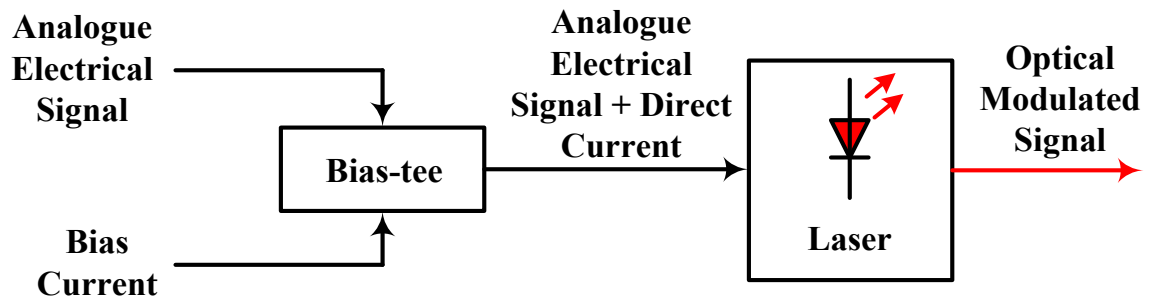 Analogue
Electrical
Signal
Bias
Current
Bias-tee
Analogue
Electrical
Signal + Direct
Current
Laser
Optical
Modulated
Signal